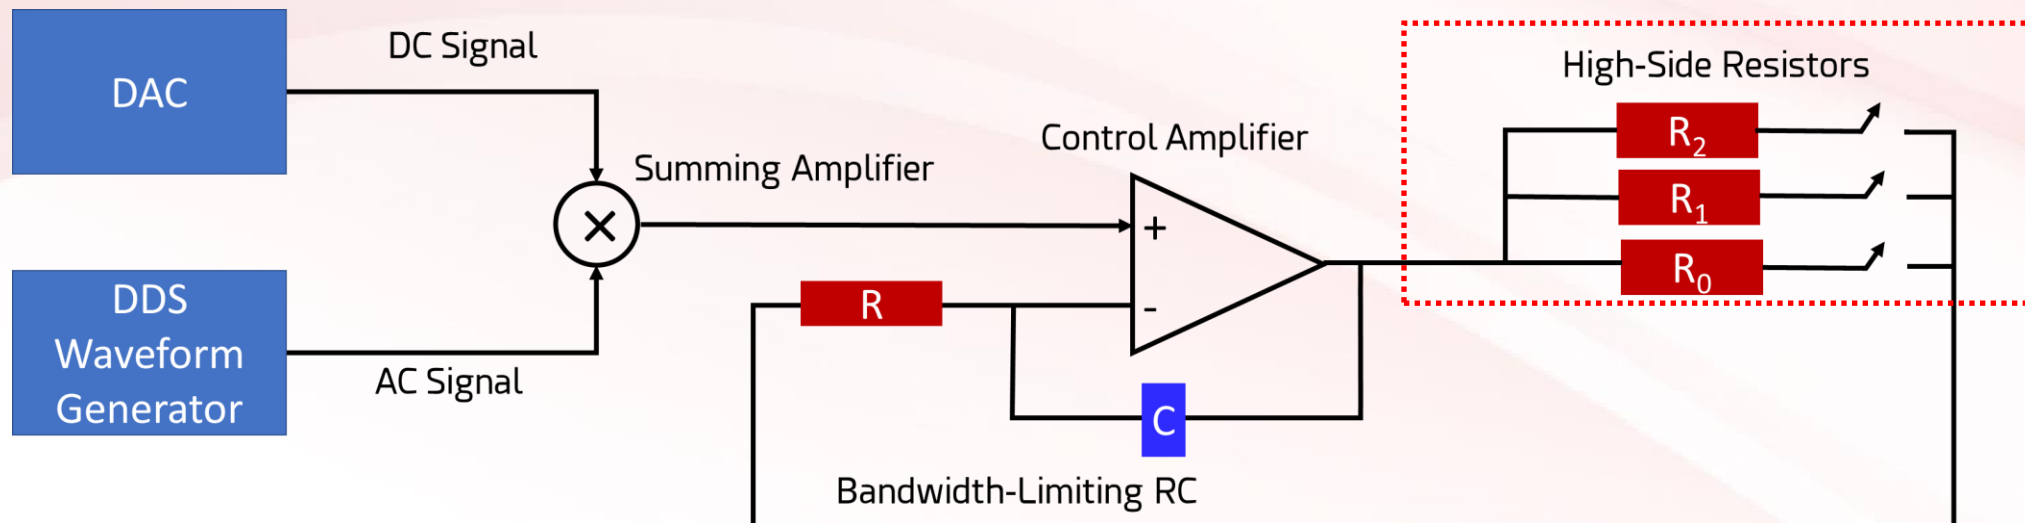 DAC
DC Signal
Summing Amplifier
DDS
Waveform
Generator
AC Signal
Control Amplifier
+
-
R
C
Bandwidth-Limiting RC
High-Side Resistors
R₂
R₁
R₀